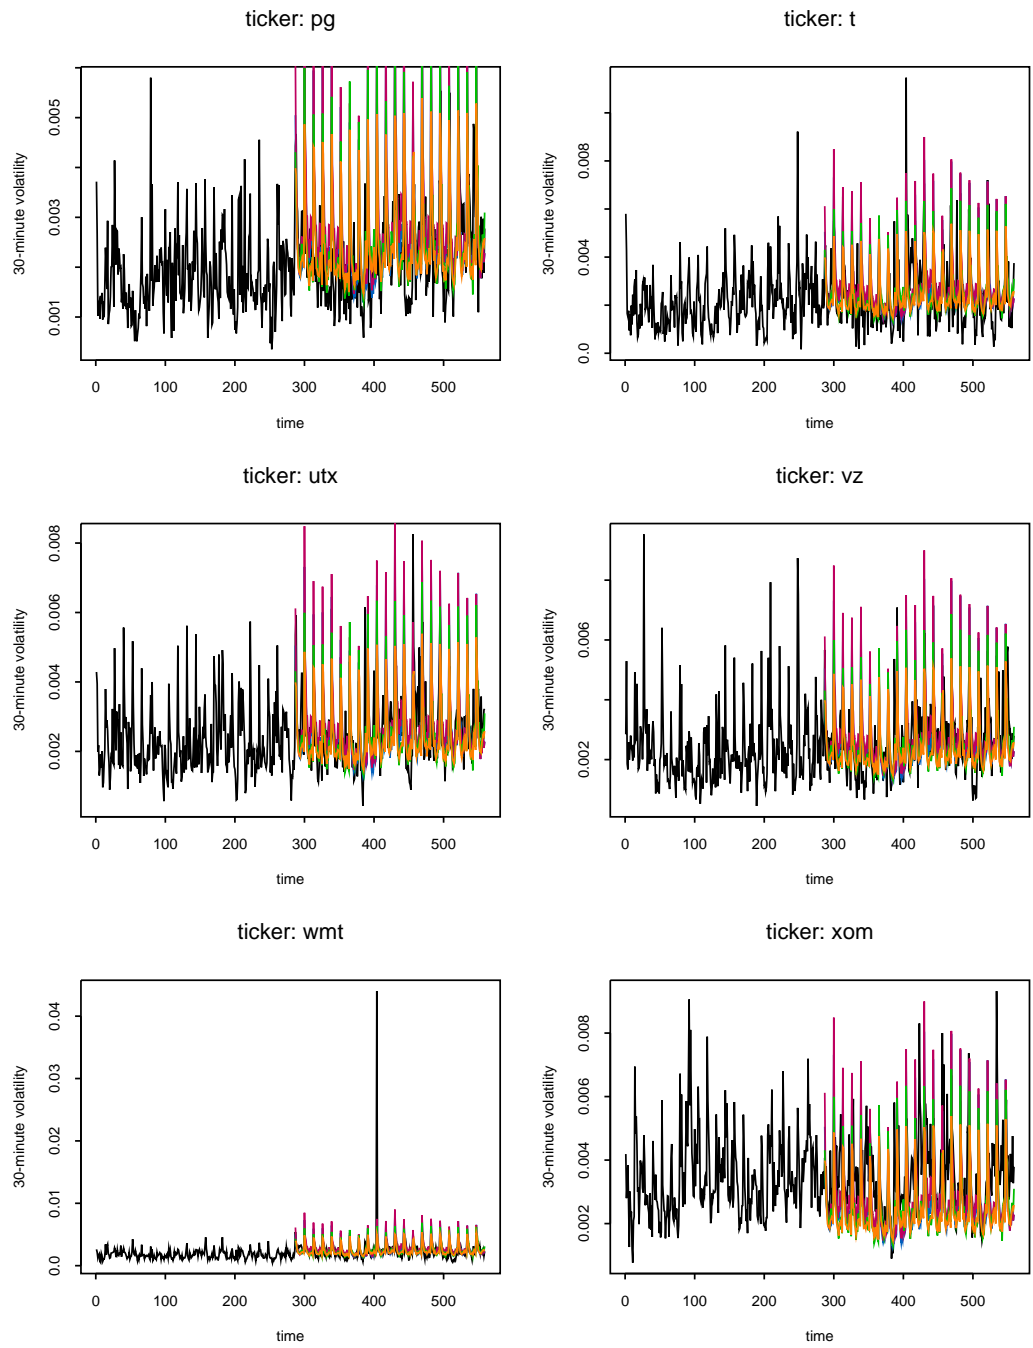 ticker: pg
ticker: t
30-minute volatility
0.001 0.003 0.005
0 100 200 300 400 500
time
30-minute volatility
0.0 0.004 0.008
0 100 200 300 400 500
time
ticker: utx
ticker: vz
30-minute volatility
0.002 0.004 0.006 0.008
0 100 200 300 400 500
time
30-minute volatility
0.002 0.006
0 100 200 300 400 500
time
ticker: wmt
ticker: xom
30-minute volatility
0.0 0.01 0.02 0.03 0.04
0 100 200 300 400 500
time
30-minute volatility
0.002 0.004 0.006 0.008
0 100 200 300 400 500
time